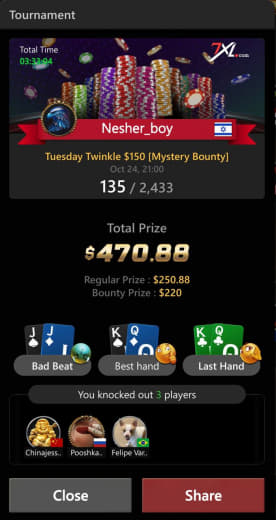 Tournament
Total Time
03:33:04
7XL.com
Nesher_boy
Tuesday Twinkle $150 [Mystery Bounty]
Oct 24, 21:00
135 / 2,433
Total Prize
$470.88
Regular Prize : $250.88
Bounty Prize : $220
J J K Q K Q
Bad Beat Best hand Last Hand
You knocked out 3 players
Chinajess.. Pooshka.. Felipe Var..
Close Share